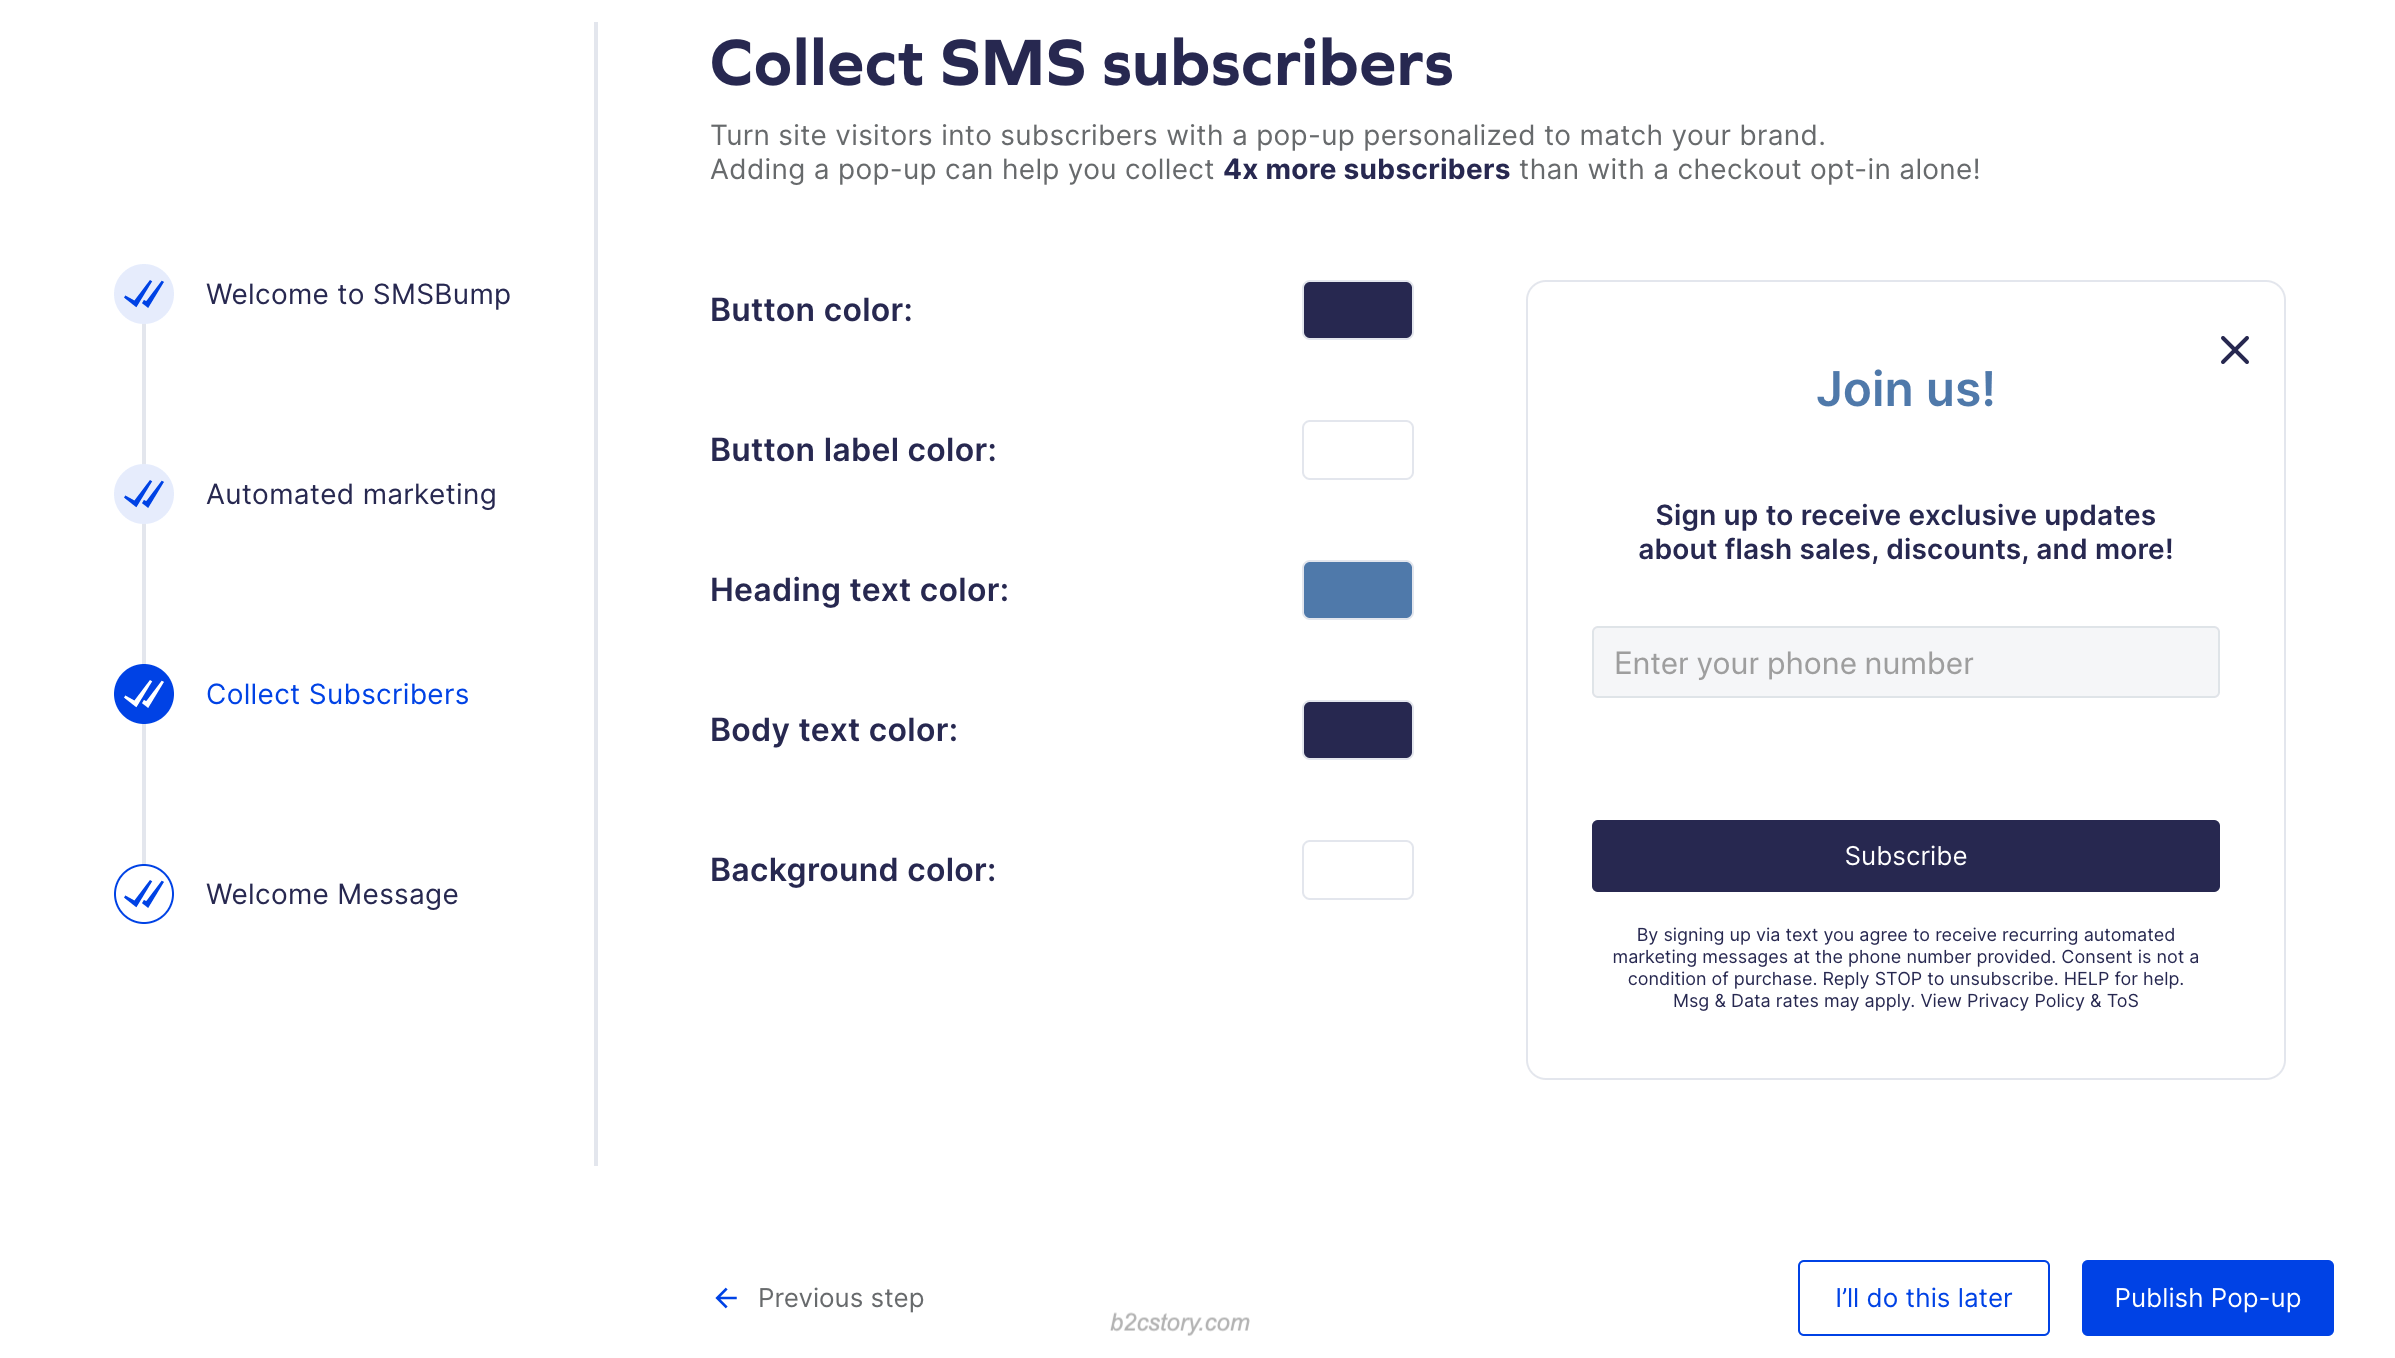 Collect SMS subscribers
Turn site visitors into subscribers with a pop-up personalized to match your brand.
Adding a pop-up can help you collect 4x more subscribers than with a checkout opt-in alone!
Welcome to SMSBump
Automated marketing
Collect Subscribers
Welcome Message
Button color:
Button label color:
Heading text color:
Body text color:
Background color:
Join us!
Sign up to receive exclusive updates
about flash sales, discounts, and more!
Enter your phone number
Subscribe
By signing up via text you agree to receive recurring automated
marketing messages at the phone number provided. Consent is not a
condition of purchase. Reply STOP to unsubscribe. HELP for help.
Msg & Data rates may apply. View Privacy Policy & ToS
Previous step
I’ll do this later
Publish Pop-up
b2cstory.com